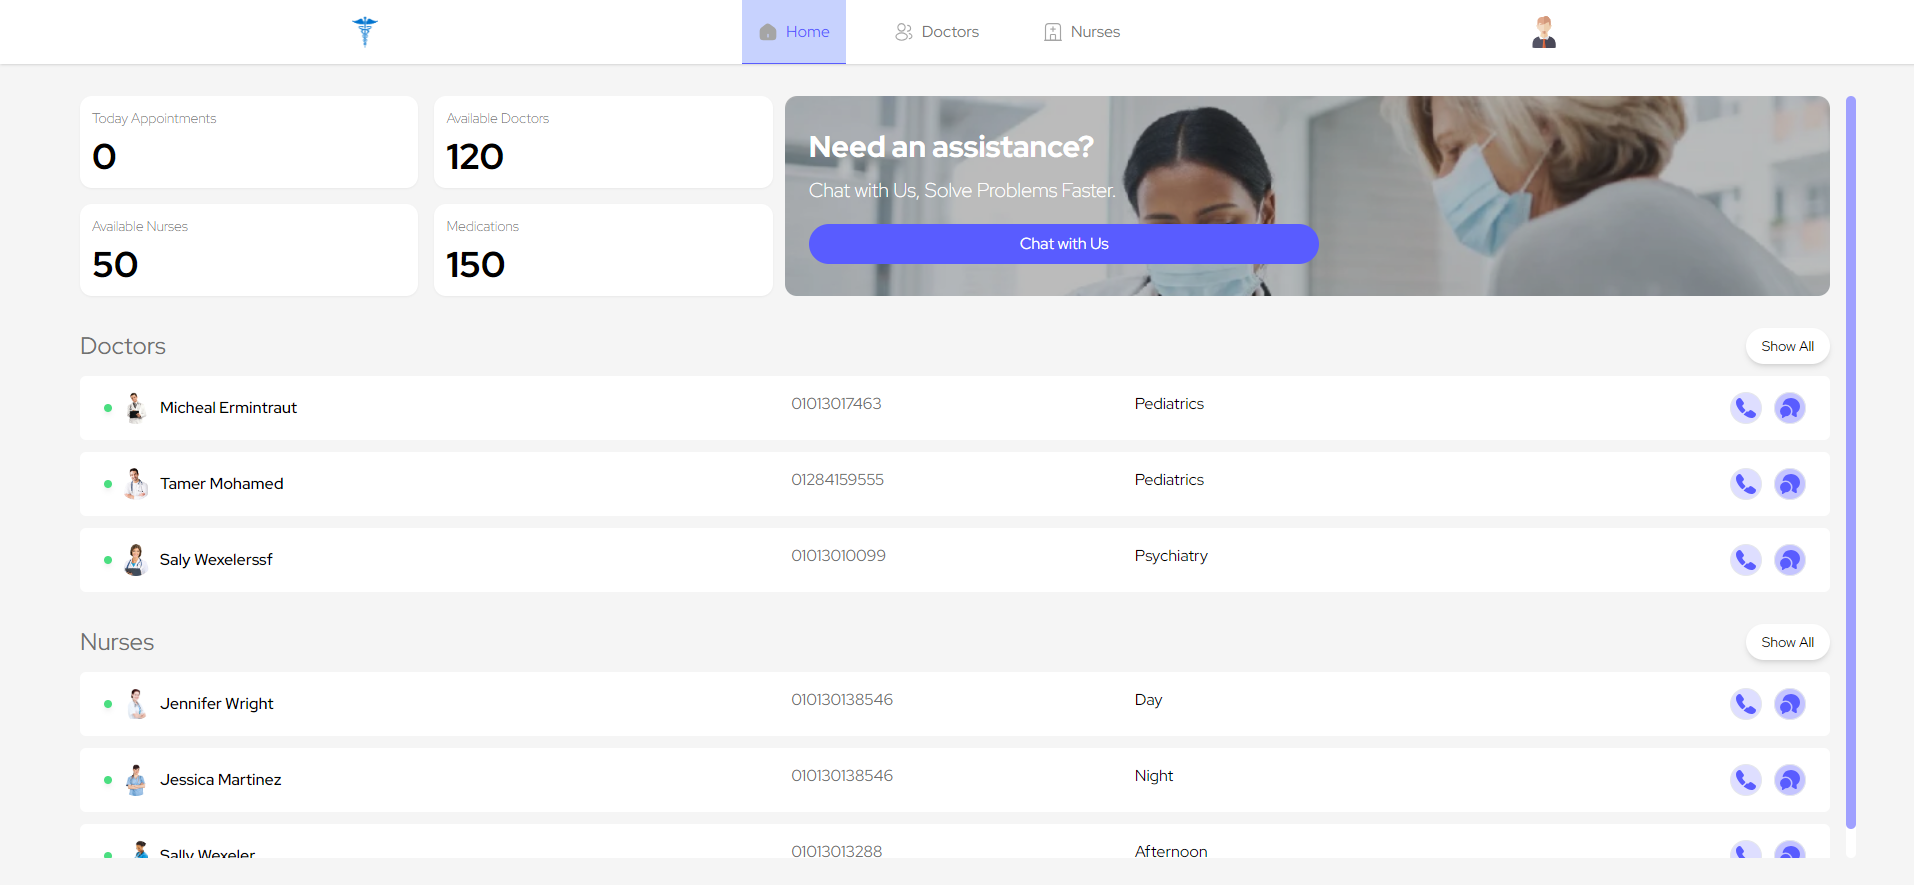 Home
Doctors
Nurses
Today Appointments
0
Available Doctors
120
Available Nurses
50
Medications
150
Need an assistance?
Chat with Us, Solve Problems Faster.
Chat with Us
Doctors
Show All
Micheal Ermintraut 01013017463 Pediatrics
Tamer Mohamed 01284159555 Pediatrics
Saly Wexelerssf 01013010099 Psychiatry
Nurses
Show All
Jennifer Wright 010130138546 Day
Jessica Martinez 010130138546 Night
Sally Wexeler 01013013288 Afternoon